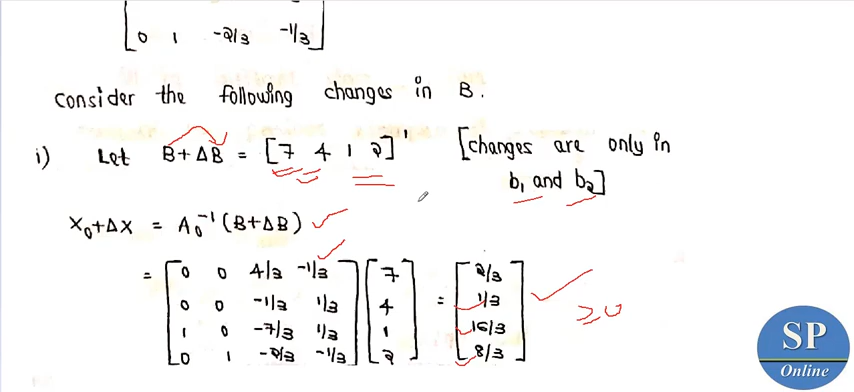 0 1 -2/3 -1/3
Consider the following changes in B.
i) Let B+ΔB = [7 4 1 2]' [changes are only in
b₁ and b₂]
X₀+ΔX = A₀⁻¹(B+ΔB)
= [0 0 4/3 -1/3] [7] = [2/3]
[0 0 -1/3 1/3] [4] [1/3] ≥0
[1 0 -7/3 1/3] [1] [16/3]
[0 1 -2/3 -1/3] [2] [8/3]
SP
Online